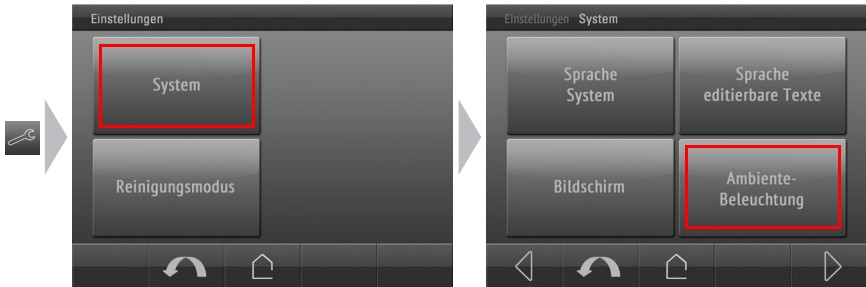 Einstellungen
System
Reinigungsmodus
Einstellungen System
Sprache
System
Sprache
editierbare Texte
Bildschirm
Ambiente-
Beleuchtung